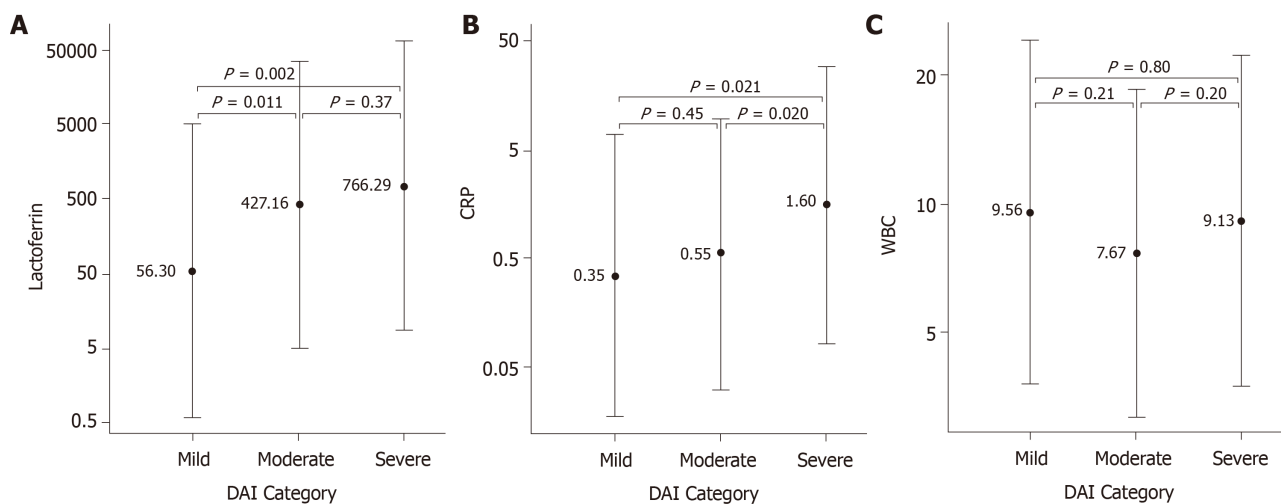 A
50000
5000
500
50
5
0.5
Lactoferrin
P = 0.002
P = 0.011
P = 0.37
56.30
427.16
766.29
Mild
Moderate
Severe
DAI Category
B
50
5
0.5
0.05
CRP
P = 0.021
P = 0.45
P = 0.020
0.35
0.55
1.60
Mild
Moderate
Severe
DAI Category
C
20
10
5
WBC
P = 0.80
P = 0.21
P = 0.20
9.56
7.67
9.13
Mild
Moderate
Severe
DAI Category